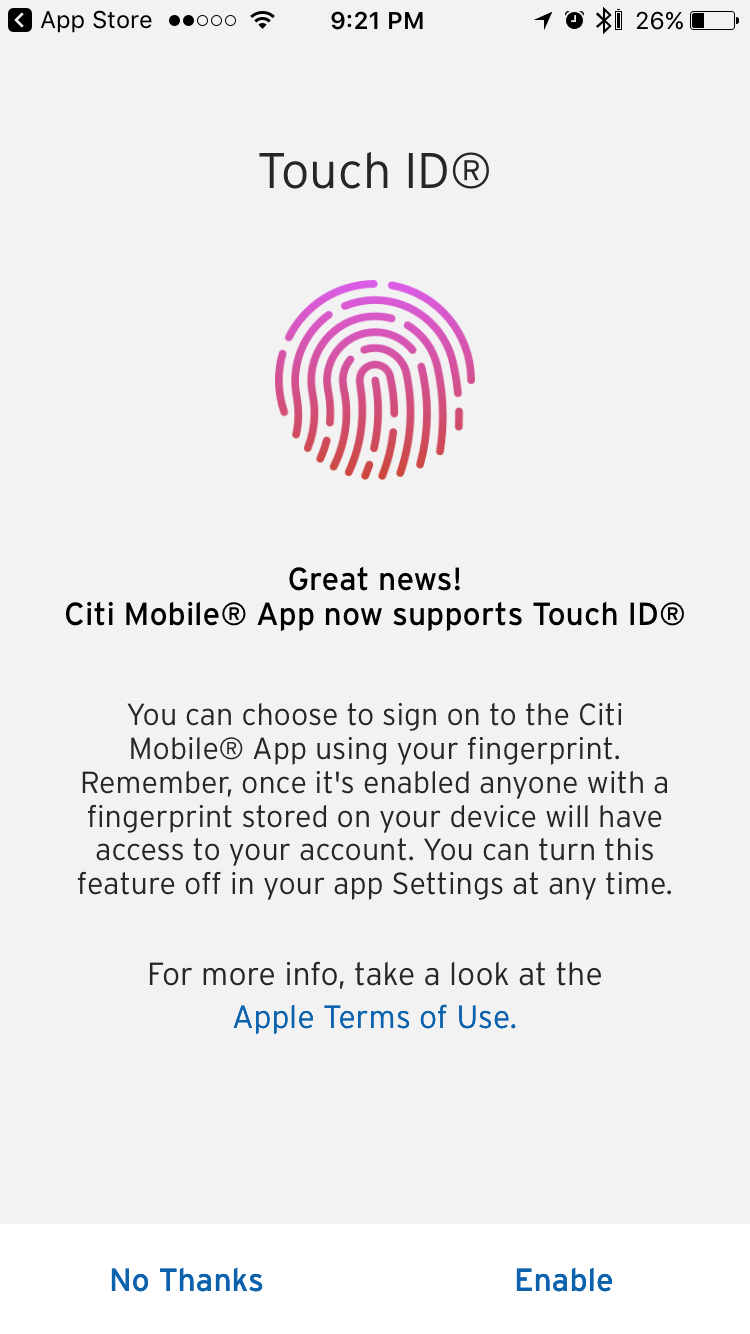 App Store 9:21 PM 26%
Touch ID®
Great news!
Citi Mobile® App now supports Touch ID®
You can choose to sign on to the Citi
Mobile® App using your fingerprint.
Remember, once it's enabled anyone with a
fingerprint stored on your device will have
access to your account. You can turn this
feature off in your app Settings at any time.
For more info, take a look at the
Apple Terms of Use.
No Thanks Enable